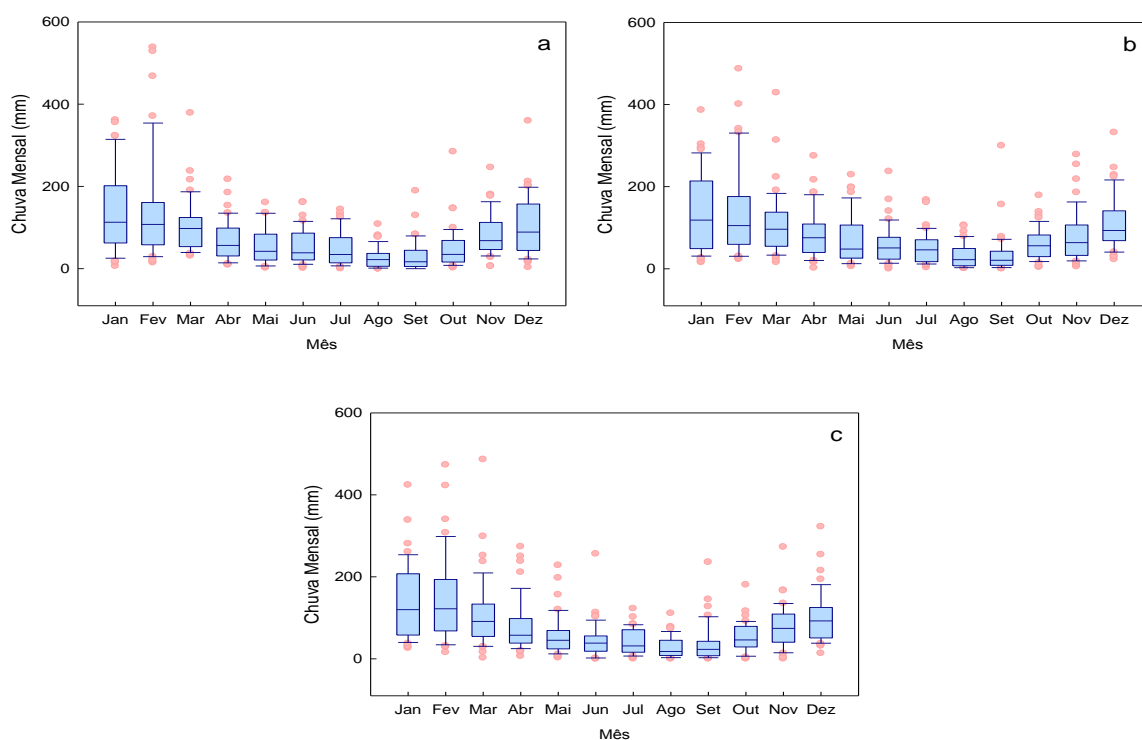 600
400
200
0
Chuva Mensal (mm)
a
Jan Fev Mar Abr Mai Jun Jul Ago Set Out Nov Dez
Mês
600
400
200
0
Chuva Mensal (mm)
b
Jan Fev Mar Abr Mai Jun Jul Ago Set Out Nov Dez
Mês
600
400
200
0
Chuva Mensal (mm)
c
Jan Fev Mar Abr Mai Jun Jul Ago Set Out Nov Dez
Mês